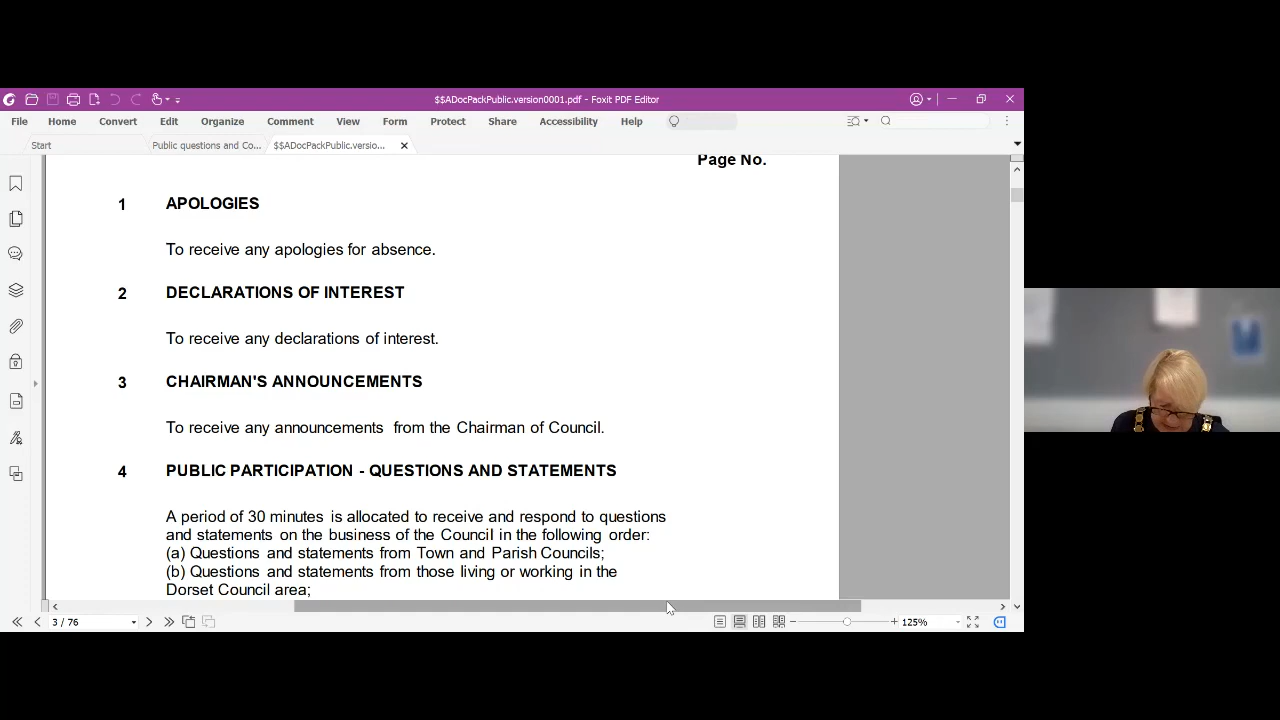 $$ADocPackPublic.version0001.pdf - Foxit PDF Editor
File Home Convert Edit Organize Comment View Form Protect Share Accessibility Help
Start Public questions and Co... $$ADocPackPublic.versio...
Page No.
1 APOLOGIES
To receive any apologies for absence.
2 DECLARATIONS OF INTEREST
To receive any declarations of interest.
3 CHAIRMAN'S ANNOUNCEMENTS
To receive any announcements from the Chairman of Council.
4 PUBLIC PARTICIPATION - QUESTIONS AND STATEMENTS
A period of 30 minutes is allocated to receive and respond to questions
and statements on the business of the Council in the following order:
(a) Questions and statements from Town and Parish Councils;
(b) Questions and statements from those living or working in the
Dorset Council area;
3 / 76 125%